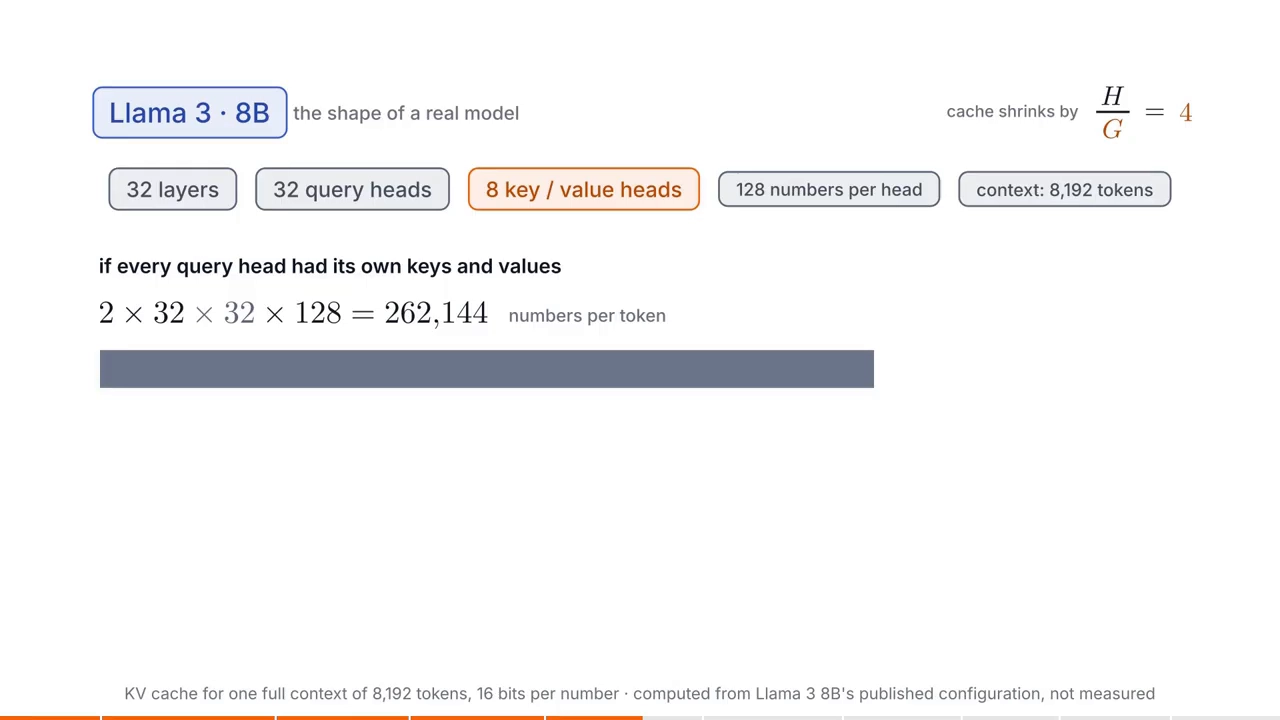 Llama 3 · 8B the shape of a real model
cache shrinks by H/G = 4
32 layers
32 query heads
8 key / value heads
128 numbers per head
context: 8,192 tokens
if every query head had its own keys and values
2 × 32 × 32 × 128 = 262,144 numbers per token
KV cache for one full context of 8,192 tokens, 16 bits per number · computed from Llama 3 8B's published configuration, not measured